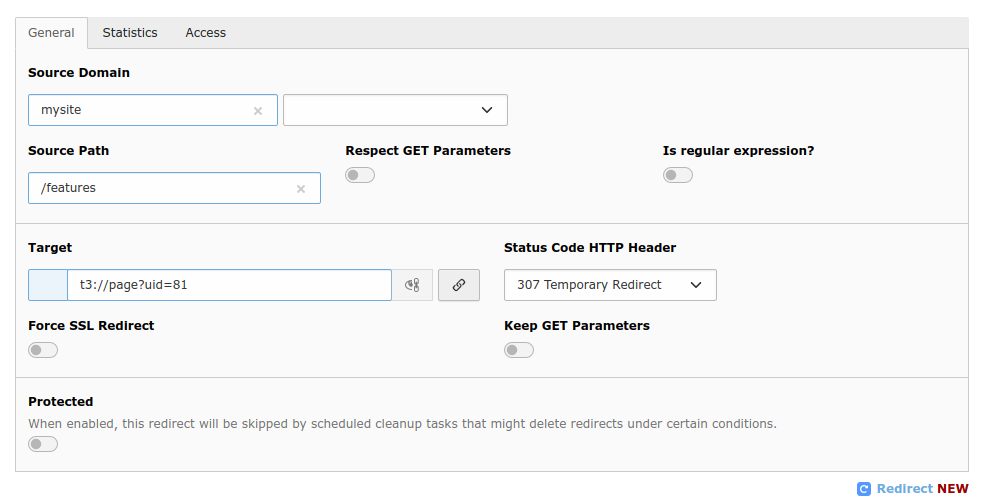 General Statistics Access
Source Domain
mysite
Source Path Respect GET Parameters Is regular expression?
/features
Target Status Code HTTP Header
t3://page?uid=81 307 Temporary Redirect
Force SSL Redirect Keep GET Parameters
Protected
When enabled, this redirect will be skipped by scheduled cleanup tasks that might delete redirects under certain conditions.
Redirect NEW